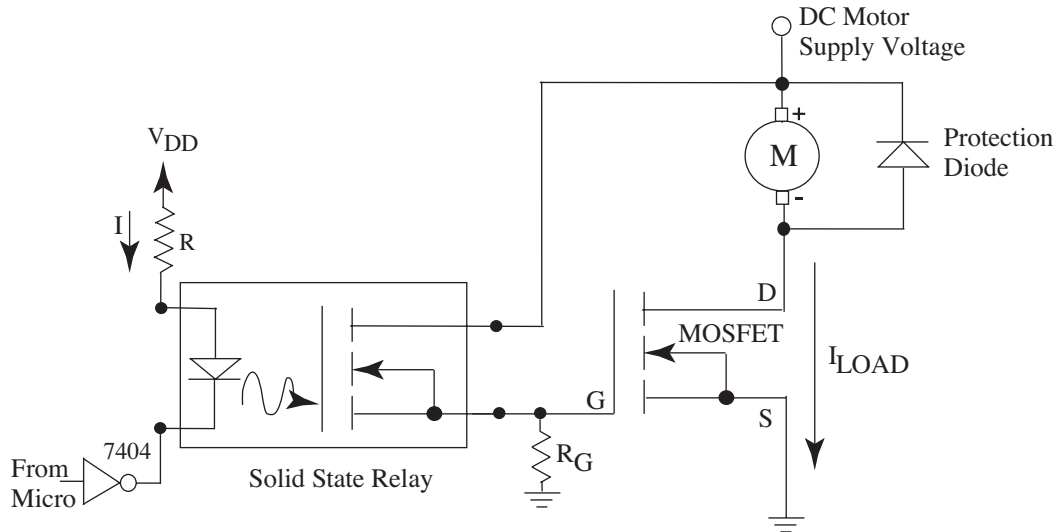 DC Motor
Supply Voltage
+
M
-
Protection
Diode
VDD
I
R
D
MOSFET
ILOAD
G
S
RG
7404
From
Micro
Solid State Relay